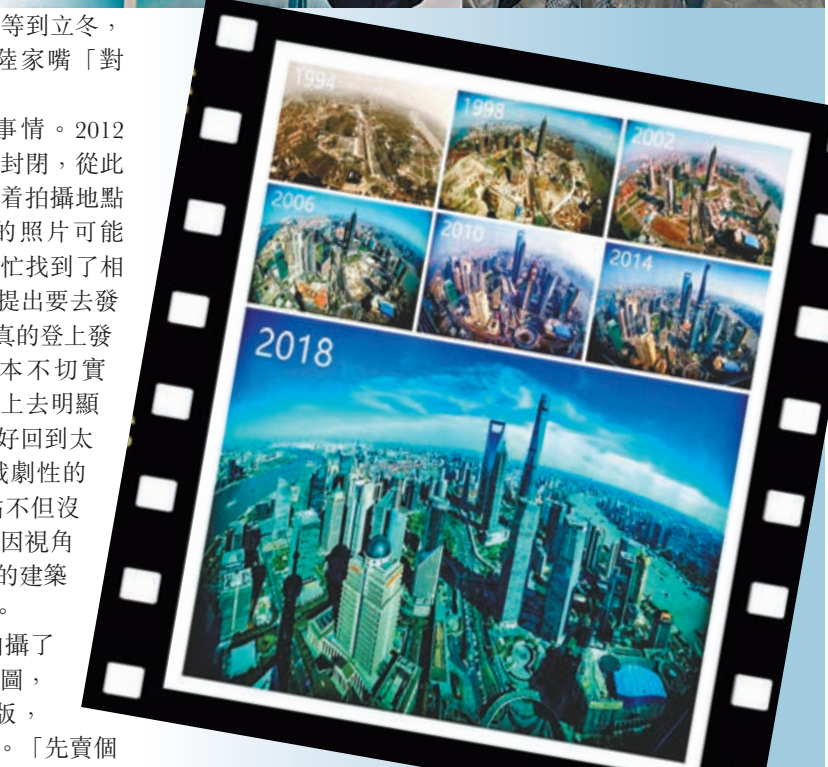 等到立冬，
陸家嘴「對
事情。2012
封閉，從此
着拍攝地點
的照片可能
忙找到了相
提出要去發
真的登上發
本不切實
上去明顯
好回到太
戲劇性的
站不但沒
因視角
的建築
。
拍攝了
圖，
版，
。「先賣個
1994
1998
2002
2006
2010
2014
2018